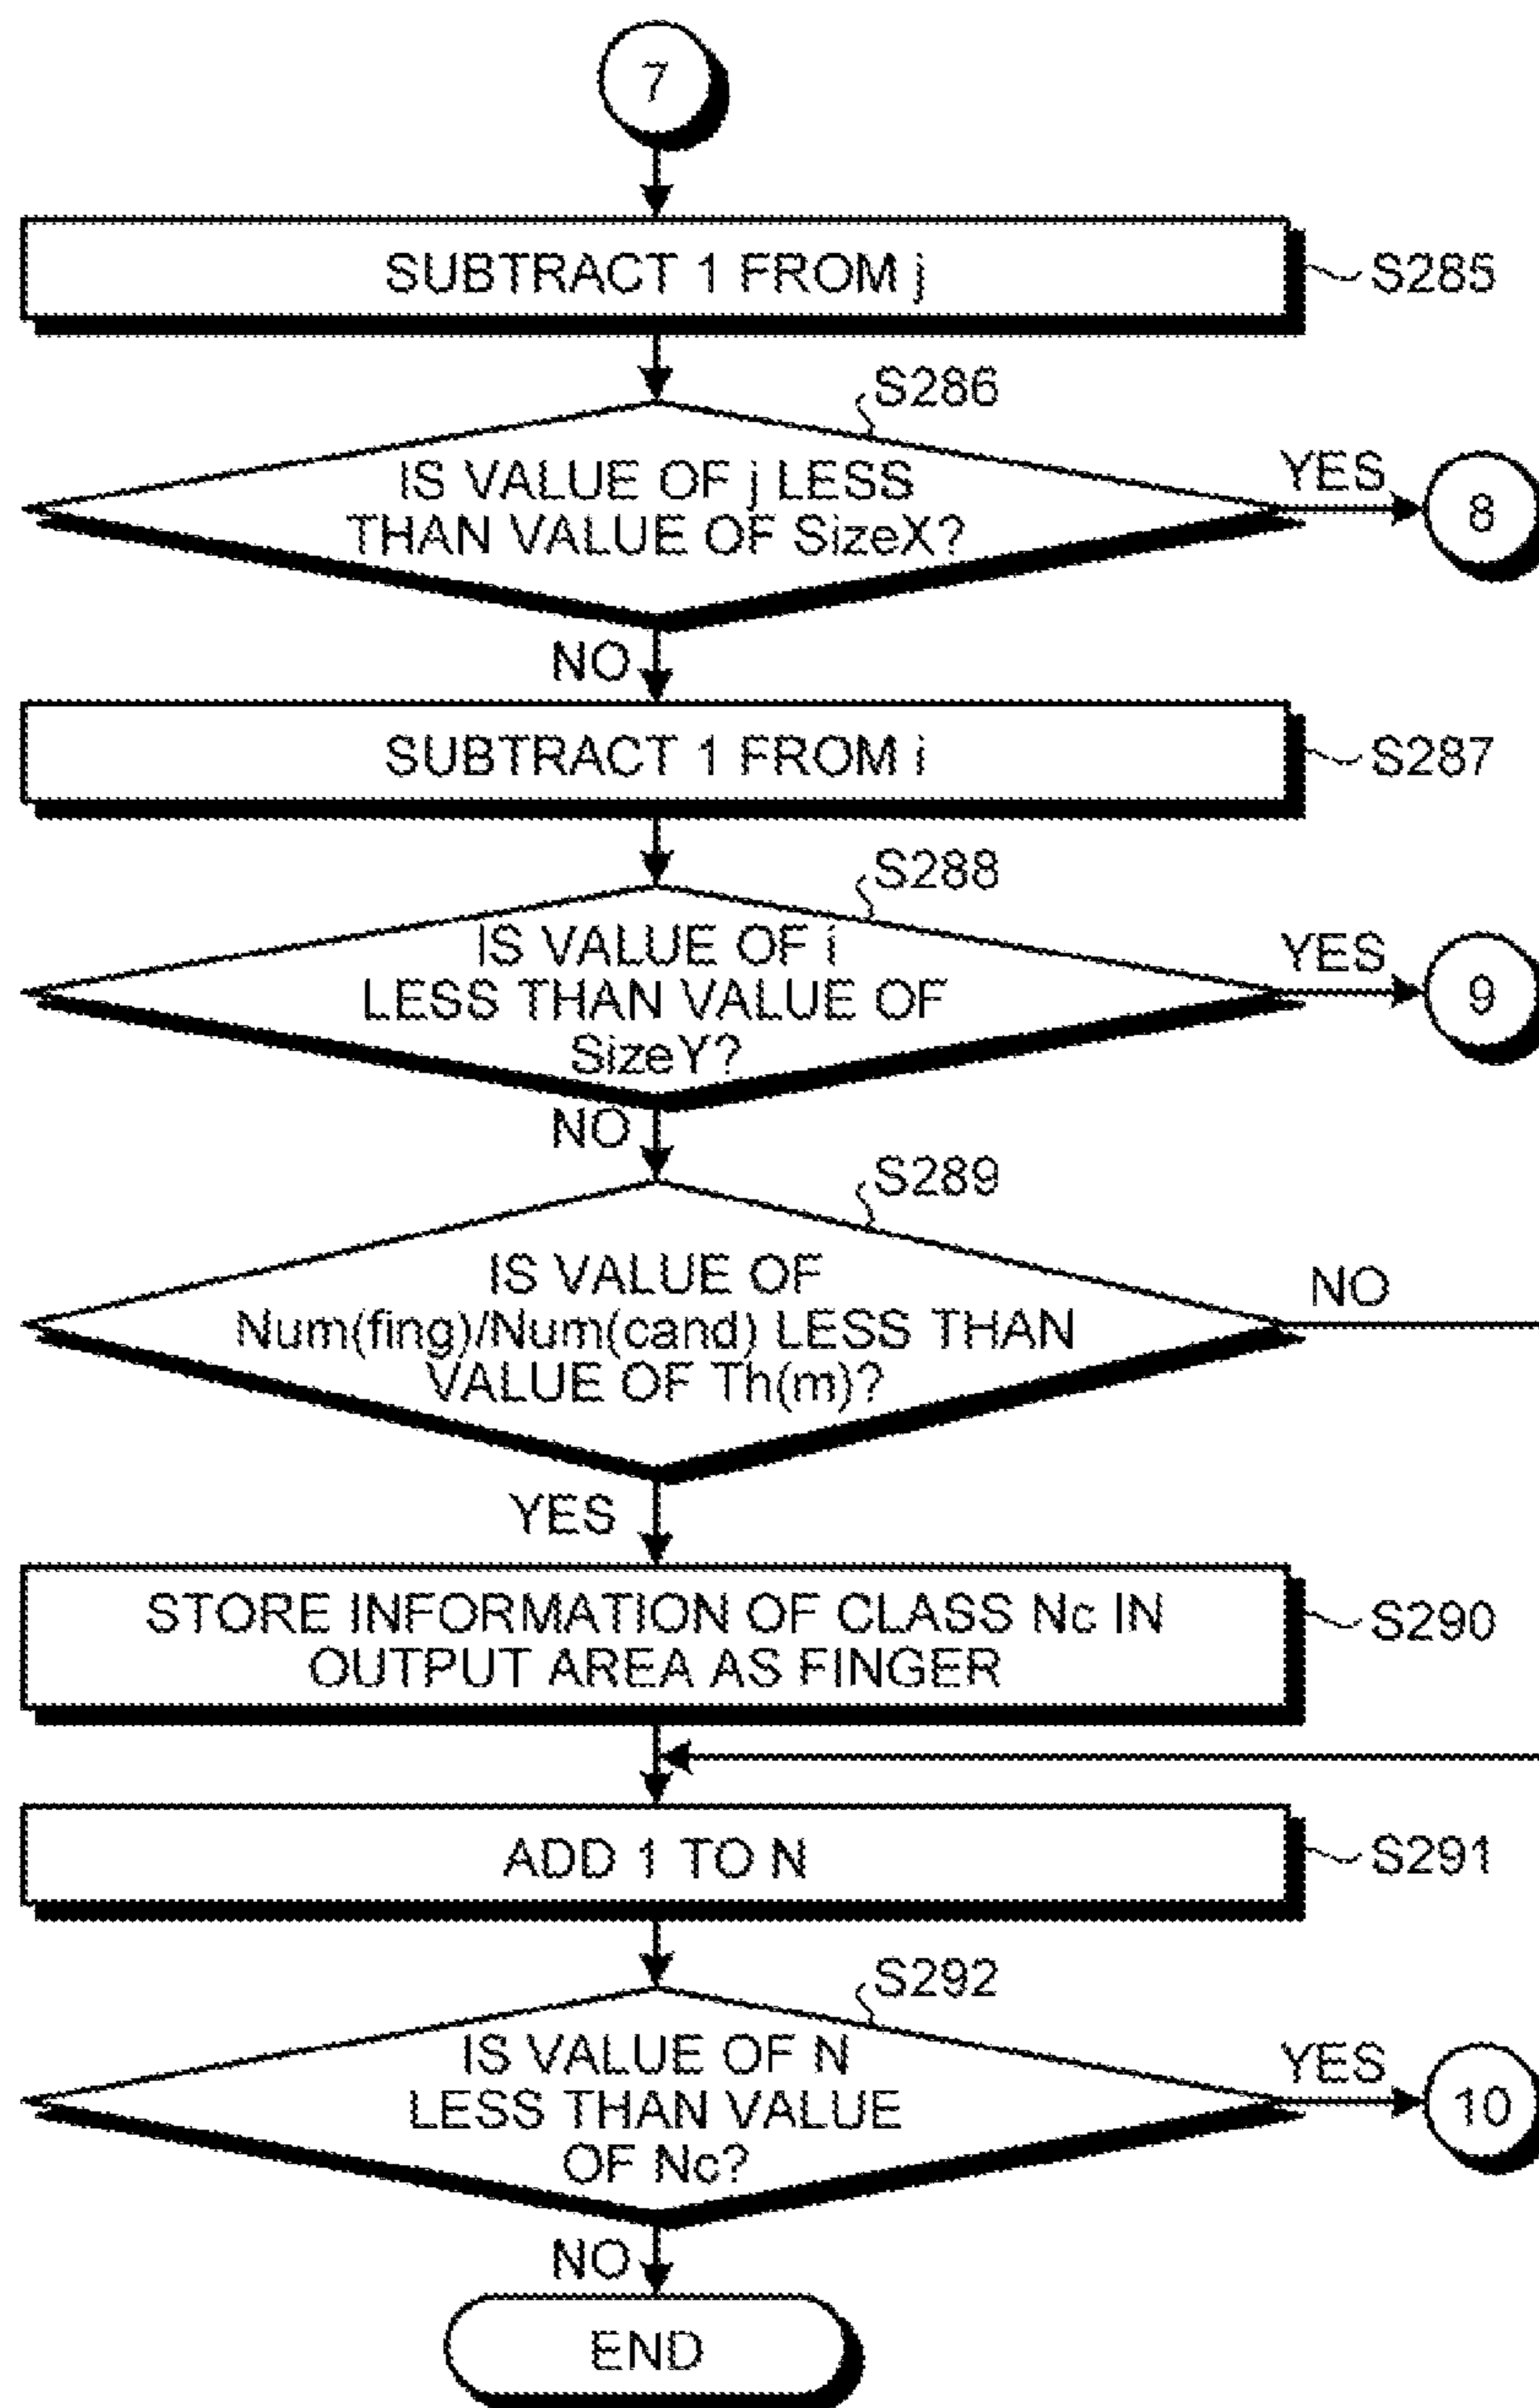 7
SUBTRACT 1 FROM j
S285
S286
IS VALUE OF j LESS
THAN VALUE OF SizeX?
YES
8
NO
SUBTRACT 1 FROM i
S287
S288
IS VALUE OF i
LESS THAN VALUE OF
SizeY?
YES
9
NO
S289
IS VALUE OF
Num(fing)/Num(cand) LESS THAN
VALUE OF Th(m)?
NO
YES
STORE INFORMATION OF CLASS Nc IN
OUTPUT AREA AS FINGER
S290
ADD 1 TO N
S291
S292
IS VALUE OF N
LESS THAN VALUE
OF Nc?
YES
10
NO
END